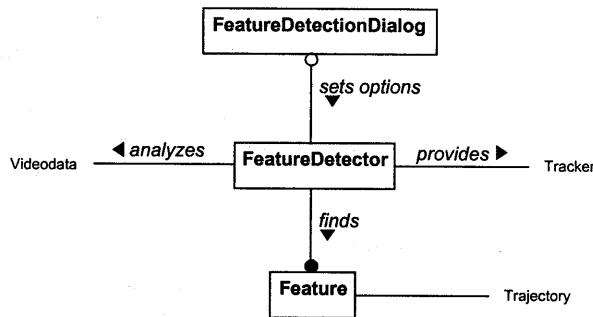 FeatureDetectionDialog
sets options
analyzes
provides
Videodata
FeatureDetector
Tracker
finds
Feature
Trajectory